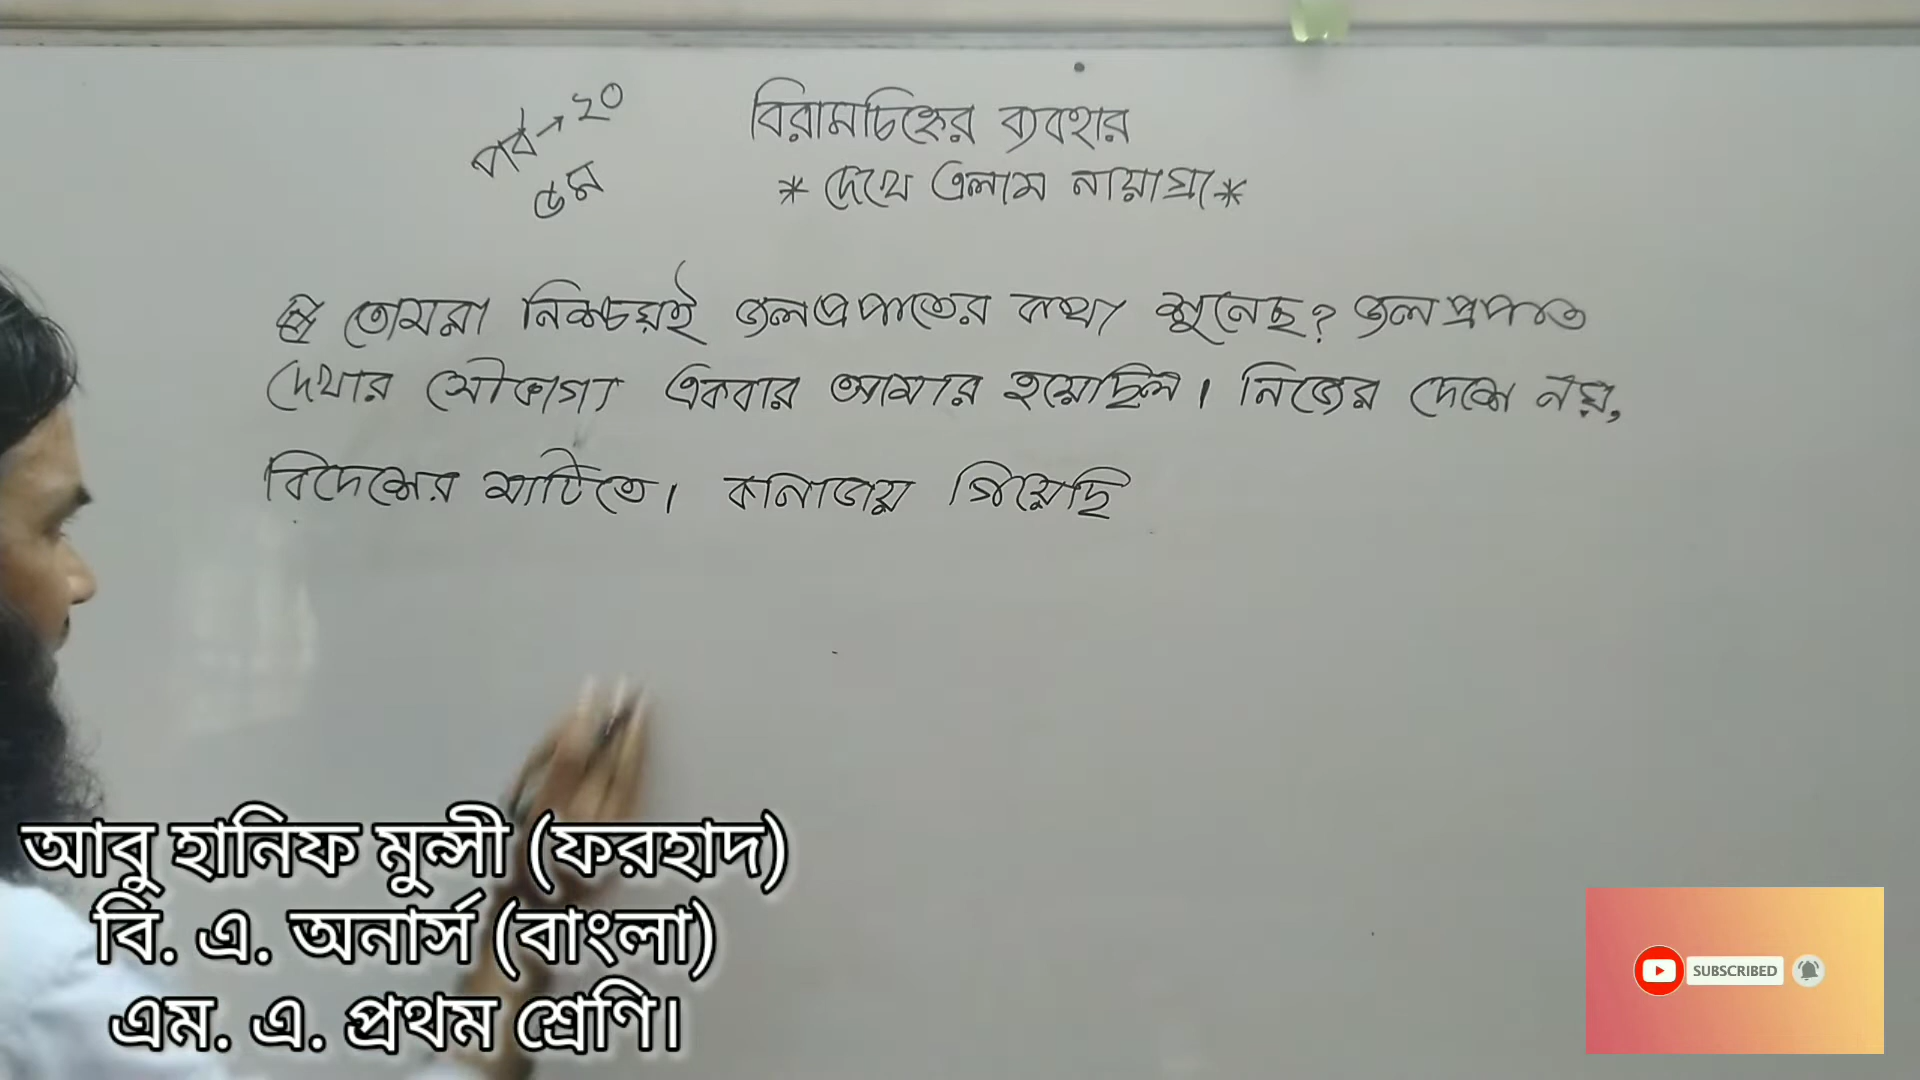 পর্ব→২০
৫ম
বিরামচিহ্নের ব্যবহার
* দেখে এলাম নায়াগ্রা *
তোমরা নিশ্চয়ই জলপ্রপাতের কথা শুনেছ? জলপ্রপাত
দেখার সৌভাগ্য একবার আমার হয়েছিল। নিজের দেশে নয়,
বিদেশের মাটিতে। কানাডায় গিয়েছি
আবু হানিফ মুন্সী (ফরহাদ)
বি. এ. অনার্স (বাংলা)
এম. এ. প্রথম শ্রেণি।
SUBSCRIBED